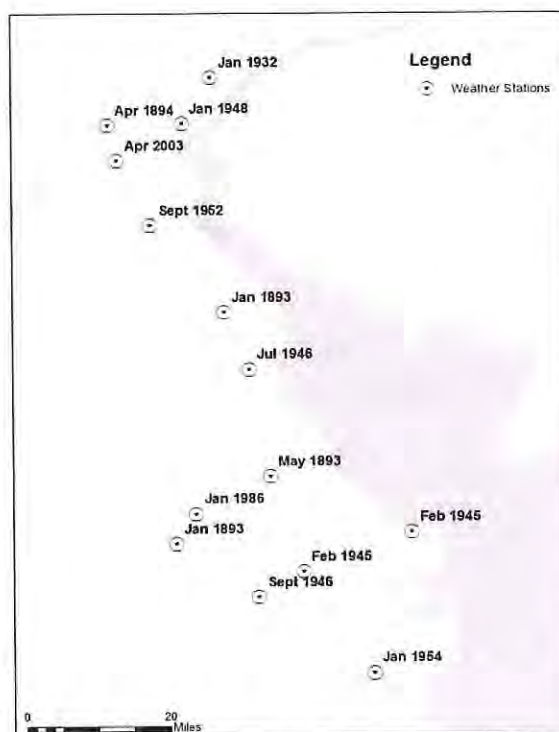 Jan 1932
Legend
Weather Stations
Apr 1894
Jan 1948
Apr 2003
Sept 1952
Jan 1893
Jul 1946
May 1893
Jan 1986
Feb 1945
Jan 1893
Feb 1945
Sept 1946
Jan 1954
0 20
Miles